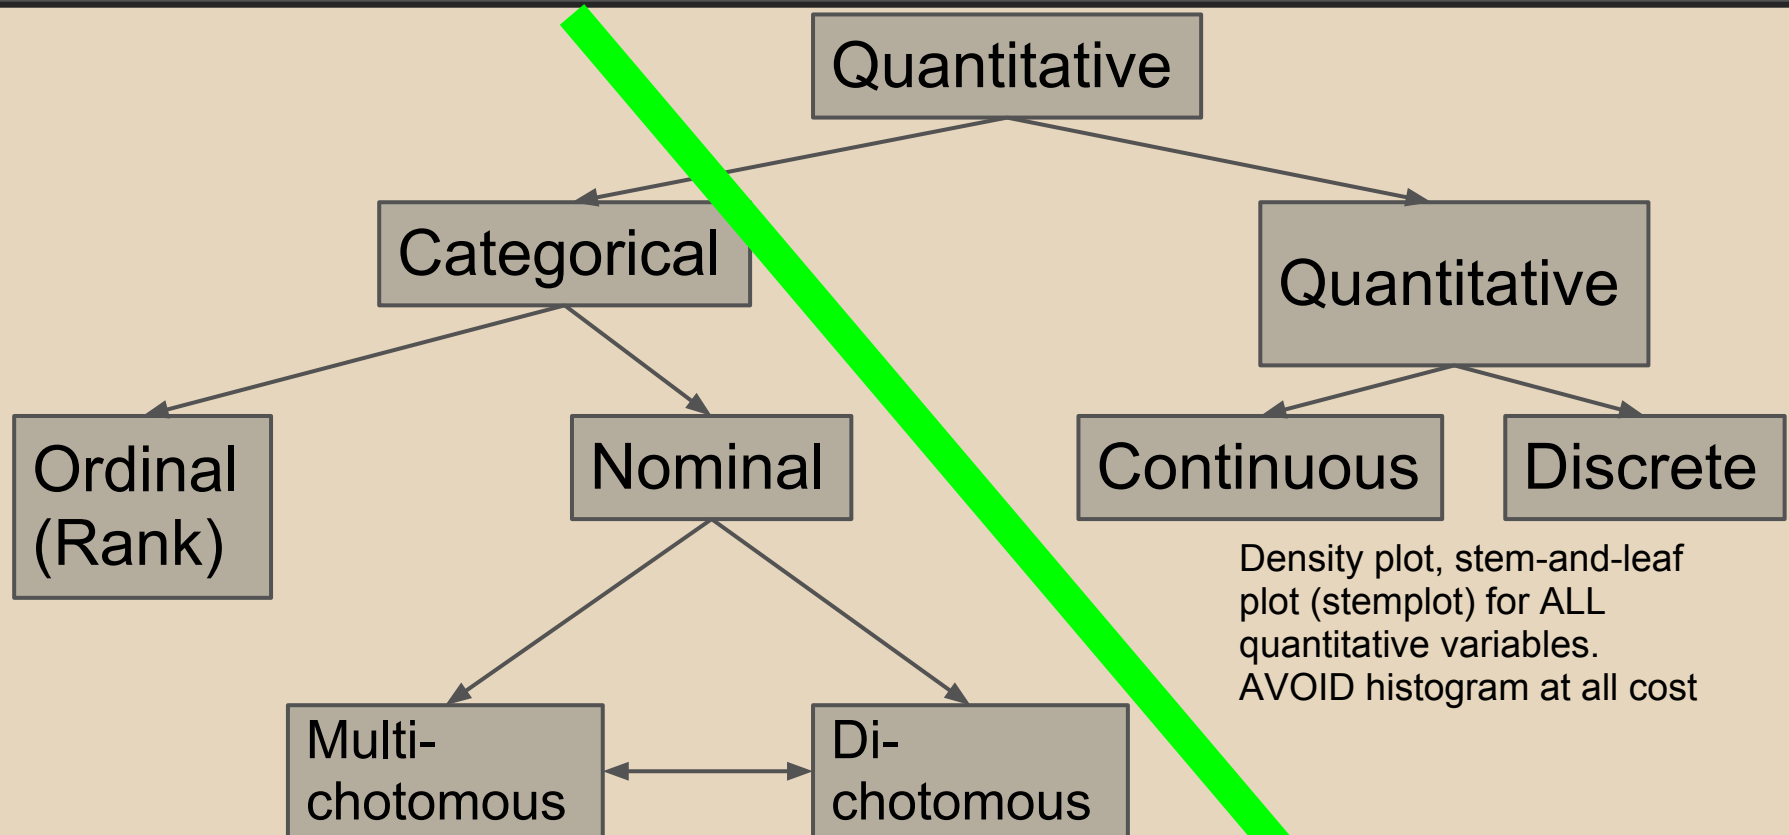 Quantitative
Categorical
Quantitative
Ordinal
(Rank)
Nominal
Continuous
Discrete
Density plot, stem-and-leaf
plot (stemplot) for ALL
quantitative variables.
AVOID histogram at all cost
Multi-
chotomous
Di-
chotomous